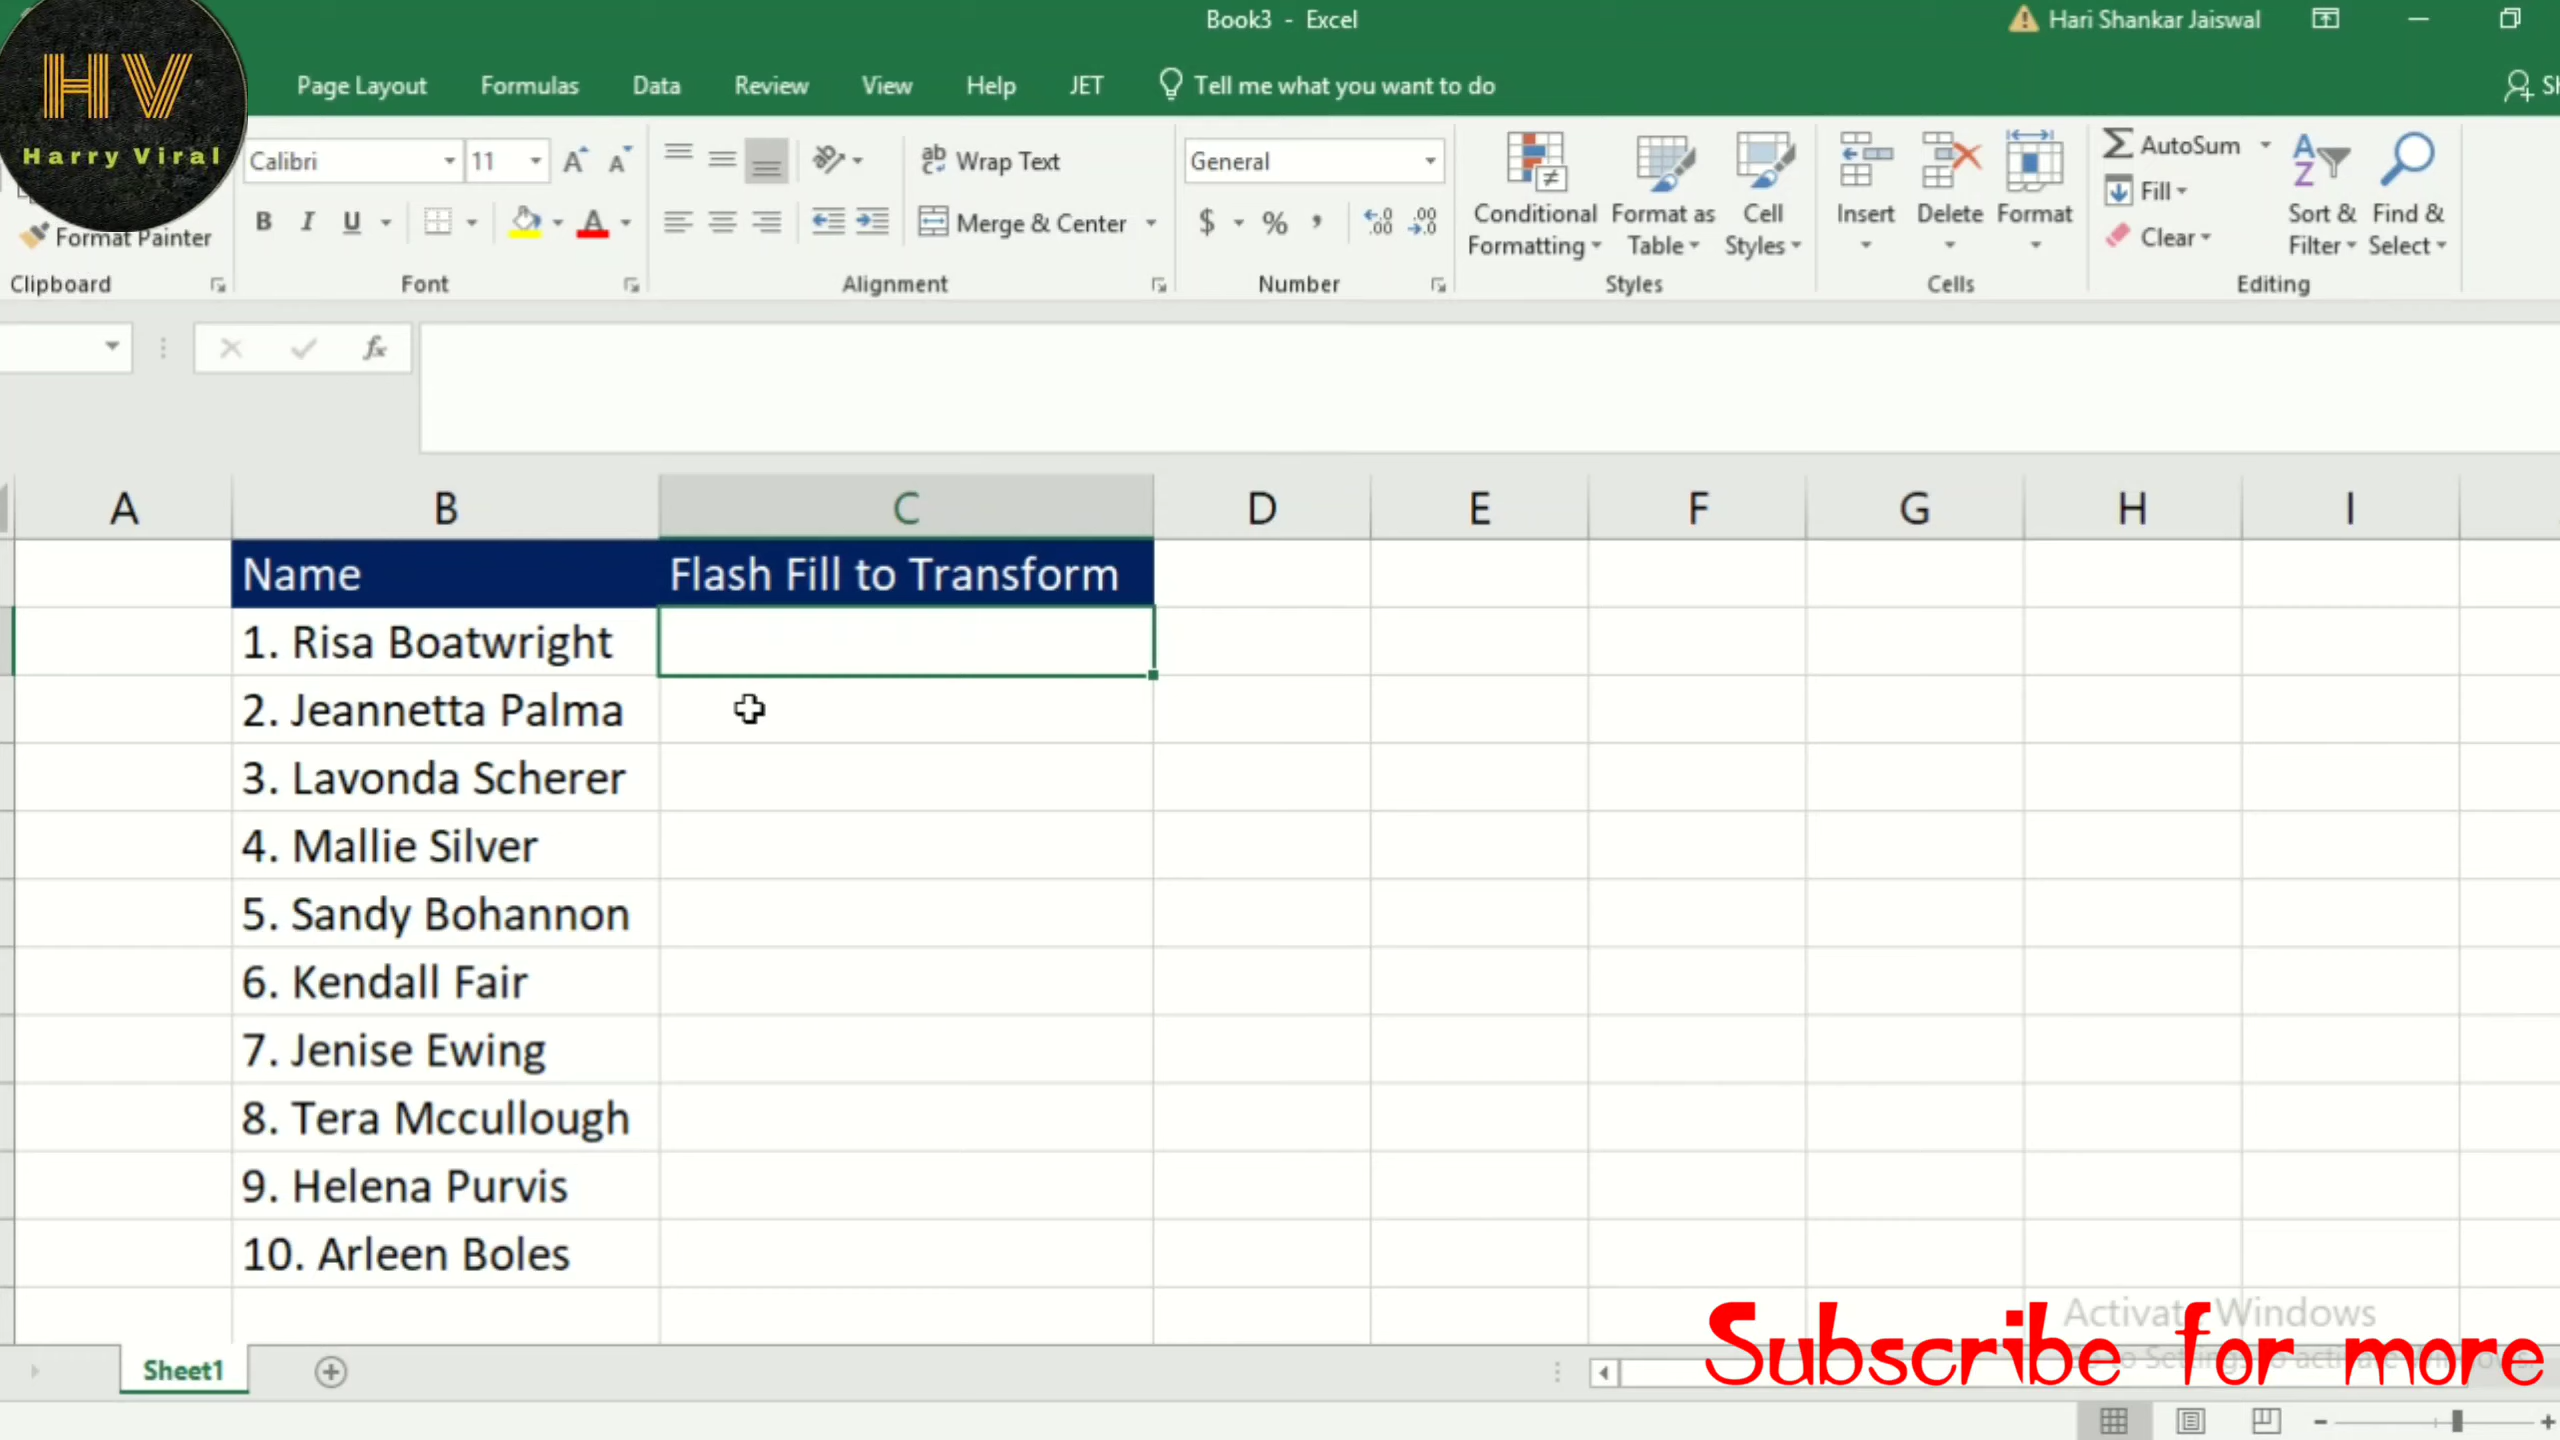 Book3 - Excel
Hari Shankar Jaiswal
HV
Harry Viral
Page Layout Formulas Data Review View Help JET Tell me what you want to do
Calibri 11
Wrap Text
General
Conditional Formatting
Format as Table
Cell Styles
Insert
Delete
Format
AutoSum
Fill
Clear
Sort & Filter
Find & Select
Format Painter
B I U
Merge & Center
$ % ,
Clipboard Font Alignment Number Styles Cells Editing
fx
A B C D E F G H I
Name Flash Fill to Transform
1. Risa Boatwright
2. Jeannetta Palma
3. Lavonda Scherer
4. Mallie Silver
5. Sandy Bohannon
6. Kendall Fair
7. Jenise Ewing
8. Tera Mccullough
9. Helena Purvis
10. Arleen Boles
Activate Windows
Subscribe for more
Sheet1